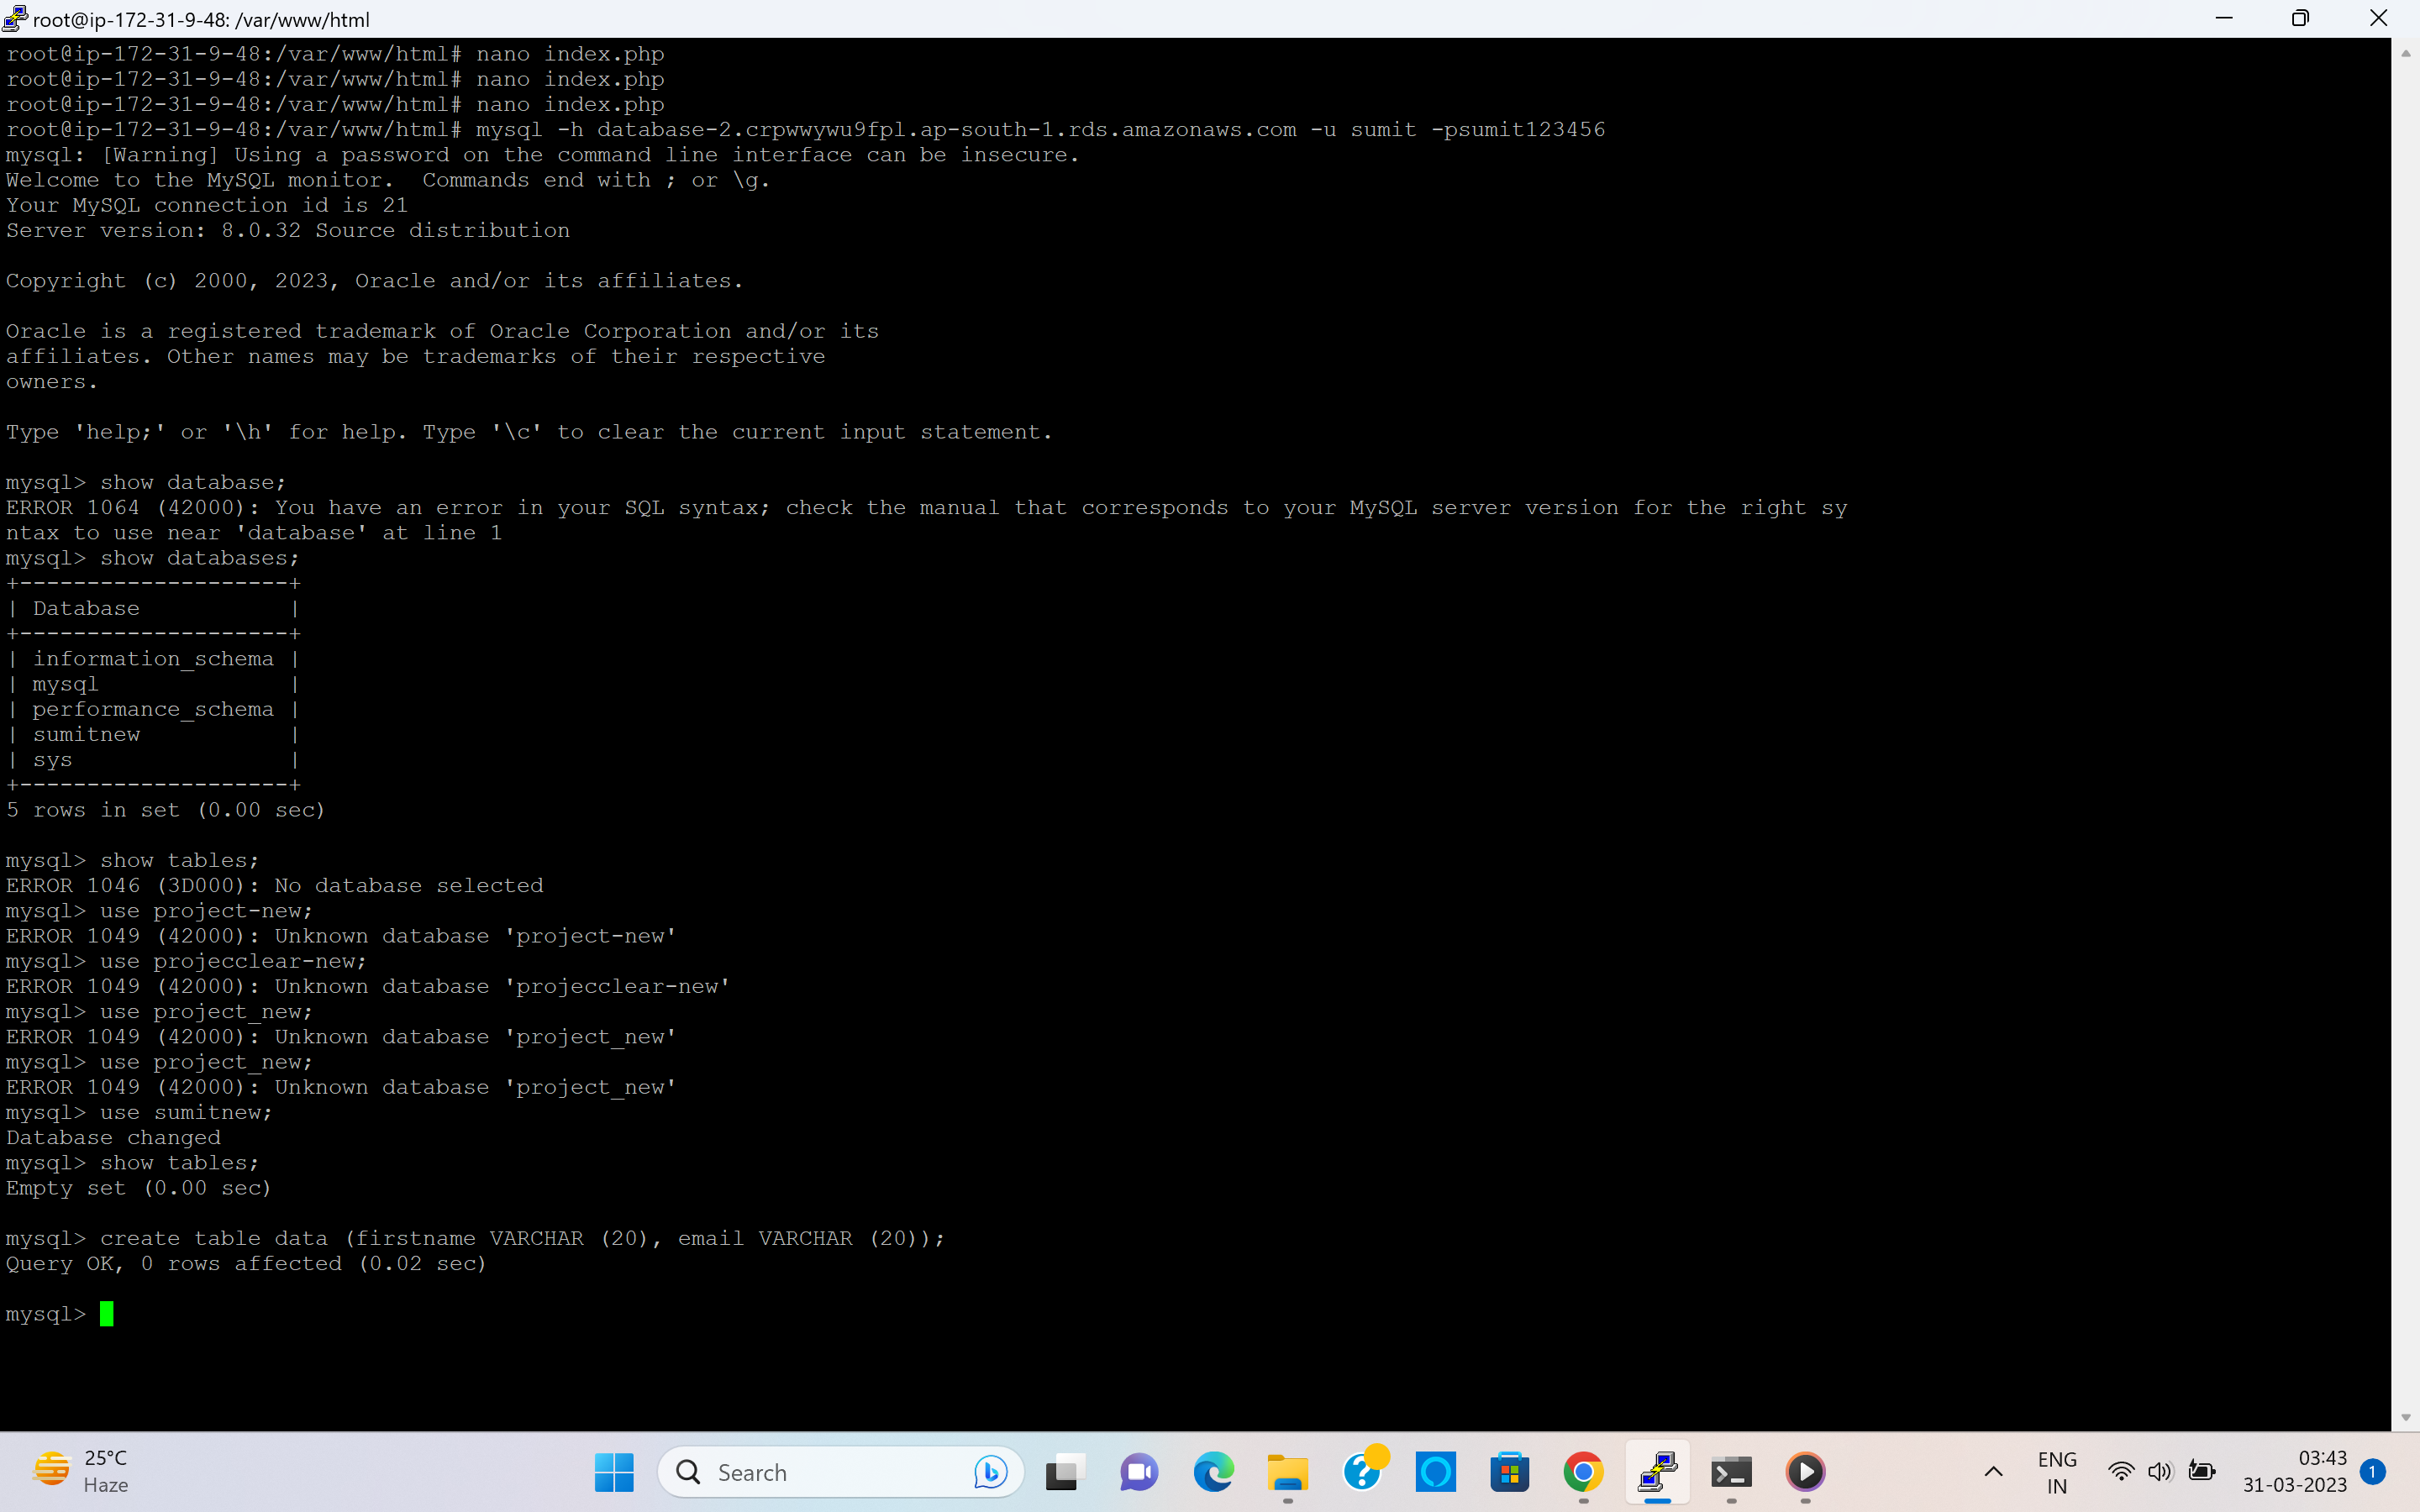 root@ip-172-31-9-48: /var/www/html
root@ip-172-31-9-48:/var/www/html# nano index.php
root@ip-172-31-9-48:/var/www/html# nano index.php
root@ip-172-31-9-48:/var/www/html# nano index.php
root@ip-172-31-9-48:/var/www/html# mysql -h database-2.crpwwywu9fpl.ap-south-1.rds.amazonaws.com -u sumit -psumit123456
mysql: [Warning] Using a password on the command line interface can be insecure.
Welcome to the MySQL monitor.  Commands end with ; or \g.
Your MySQL connection id is 21
Server version: 8.0.32 Source distribution
Copyright (c) 2000, 2023, Oracle and/or its affiliates.
Oracle is a registered trademark of Oracle Corporation and/or its
affiliates. Other names may be trademarks of their respective
owners.
Type 'help;' or '\h' for help. Type '\c' to clear the current input statement.
mysql> show database;
ERROR 1064 (42000): You have an error in your SQL syntax; check the manual that corresponds to your MySQL server version for the right sy
ntax to use near 'database' at line 1
mysql> show databases;
+--------------------+
| Database           |
+--------------------+
| information_schema |
| mysql              |
| performance_schema |
| sumitnew           |
| sys                |
+--------------------+
5 rows in set (0.00 sec)
mysql> show tables;
ERROR 1046 (3D000): No database selected
mysql> use project-new;
ERROR 1049 (42000): Unknown database 'project-new'
mysql> use projecclear-new;
ERROR 1049 (42000): Unknown database 'projecclear-new'
mysql> use project_new;
ERROR 1049 (42000): Unknown database 'project_new'
mysql> use project_new;
ERROR 1049 (42000): Unknown database 'project_new'
mysql> use sumitnew;
Database changed
mysql> show tables;
Empty set (0.00 sec)
mysql> create table data (firstname VARCHAR (20), email VARCHAR (20));
Query OK, 0 rows affected (0.02 sec)
mysql>
25°C
Haze
Search
ENG
IN
03:43
31-03-2023
1